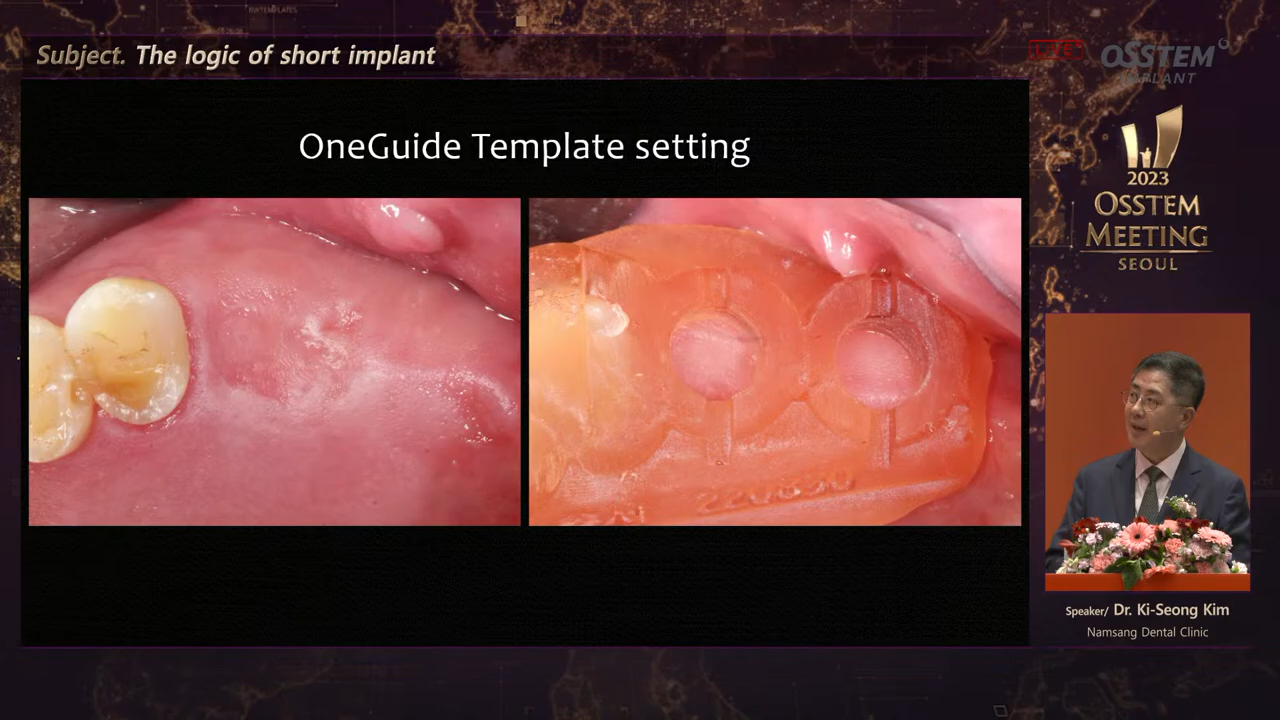 Subject. The logic of short implant
LIVE
OSSTEM
IMPLANT
OneGuide Template setting
2023
OSSTEM
MEETING
SEOUL
Speaker/ Dr. Ki-Seong Kim
Namsang Dental Clinic